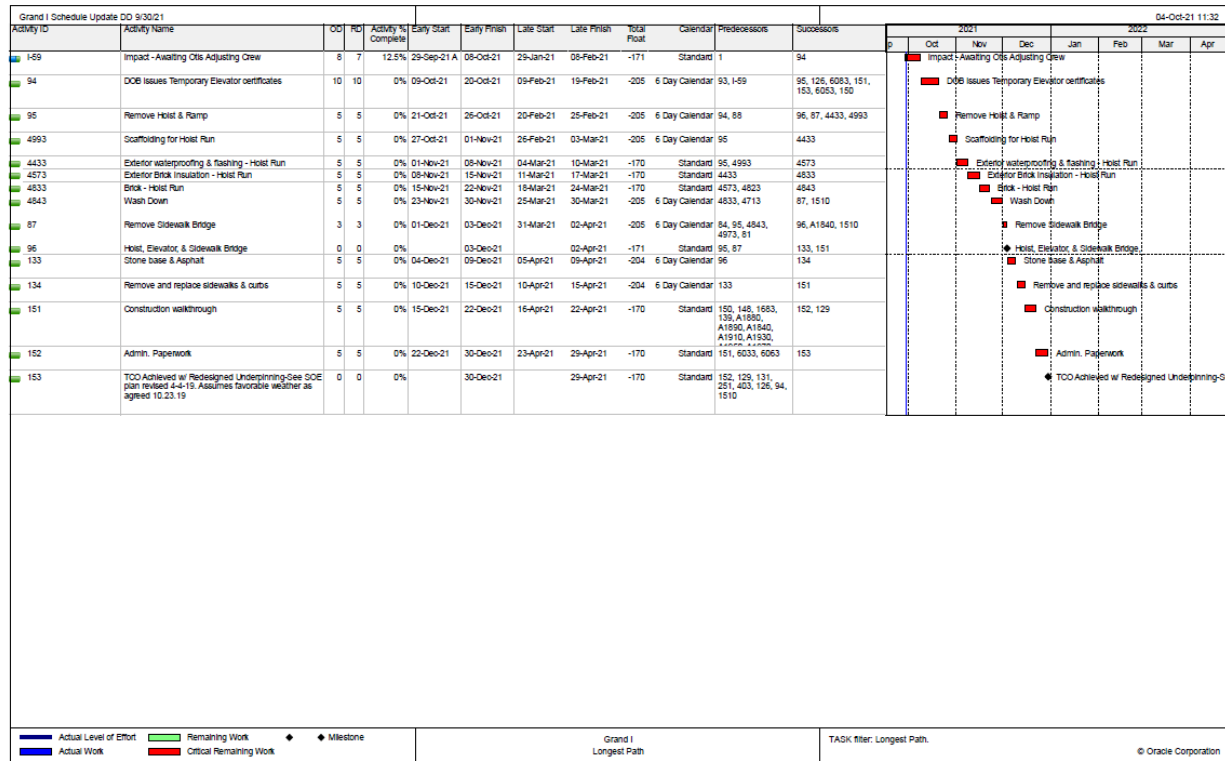 Grand I Schedule Update DD 9/30/21
04-Oct-21 11:32
Activity ID Activity Name OD RD Activity % Complete Early Start Early Finish Late Start Late Finish Total Float Calendar Predecessors Successors
2021 2022
p Oct Nov Dec Jan Feb Mar Apr
I-59 Impact - Awaiting Otis Adjusting Crew 8 7 12.5% 29-Sep-21 A 08-Oct-21 29-Jan-21 08-Feb-21 -171 Standard 1 94
Impact - Awaiting Otis Adjusting Crew
94 DOB Issues Temporary Elevator certificates 10 10 0% 09-Oct-21 20-Oct-21 09-Feb-21 19-Feb-21 -205 6 Day Calendar 93, I-59 95, 126, 6083, 151,
153, 6053, 150
DOB Issues Temporary Elevator certificates
95 Remove Hoist & Ramp 5 5 0% 21-Oct-21 26-Oct-21 20-Feb-21 25-Feb-21 -205 6 Day Calendar 94, 88 96, 87, 4433, 4993
Remove Hoist & Ramp
4993 Scaffolding for Hoist Run 5 5 0% 27-Oct-21 01-Nov-21 26-Feb-21 03-Mar-21 -205 6 Day Calendar 95 4433
Scaffolding for Hoist Run
4433 Exterior waterproofing & flashing - Hoist Run 5 5 0% 01-Nov-21 08-Nov-21 04-Mar-21 10-Mar-21 -170 Standard 95, 4993 4573
Exterior waterproofing & flashing - Hoist Run
4573 Exterior Brick Insulation - Hoist Run 5 5 0% 08-Nov-21 15-Nov-21 11-Mar-21 17-Mar-21 -170 Standard 4433 4833
Exterior Brick Insulation - Hoist Run
4833 Brick - Hoist Run 5 5 0% 15-Nov-21 22-Nov-21 18-Mar-21 24-Mar-21 -170 Standard 4573, 4823 4843
Brick - Hoist Run
4843 Wash Down 5 5 0% 23-Nov-21 30-Nov-21 25-Mar-21 30-Mar-21 -205 6 Day Calendar 4833, 4713 87, 1510
Wash Down
87 Remove Sidewalk Bridge 3 3 0% 01-Dec-21 03-Dec-21 31-Mar-21 02-Apr-21 -205 6 Day Calendar 84, 95, 4843,
4973, 81
96, A1840, 1510
Remove Sidewalk Bridge
96 Hoist, Elevator, & Sidewalk Bridge 0 0 0% 03-Dec-21 02-Apr-21 -171 Standard 95, 87 133, 151
Hoist, Elevator, & Sidewalk Bridge
133 Stone base & Asphalt 5 5 0% 04-Dec-21 09-Dec-21 05-Apr-21 09-Apr-21 -204 6 Day Calendar 96 134
Stone base & Asphalt
134 Remove and replace sidewalks & curbs 5 5 0% 10-Dec-21 15-Dec-21 10-Apr-21 15-Apr-21 -204 6 Day Calendar 133 151
Remove and replace sidewalks & curbs
151 Construction walkthrough 5 5 0% 15-Dec-21 22-Dec-21 16-Apr-21 22-Apr-21 -170 Standard 150, 148, 1683,
139, A1880,
A1890, A1840,
A1910, A1930,
152, 129
Construction walkthrough
152 Admin. Paperwork 5 5 0% 22-Dec-21 30-Dec-21 23-Apr-21 29-Apr-21 -170 Standard 151, 6033, 6063 153
Admin. Paperwork
153 TCO Achieved w/ Redesigned Underpinning-See SOE
plan revised 4-4-19. Assumes favorable weather as
agreed 10.23.19
0 0 0% 30-Dec-21 29-Apr-21 -170 Standard 152, 129, 131,
251, 403, 126, 94,
1510
TCO Achieved w/ Redesigned Underpinning-S
Actual Level of Effort Remaining Work Milestone
Actual Work Critical Remaining Work
Grand I
Longest Path
TASK filter: Longest Path.
© Oracle Corporation